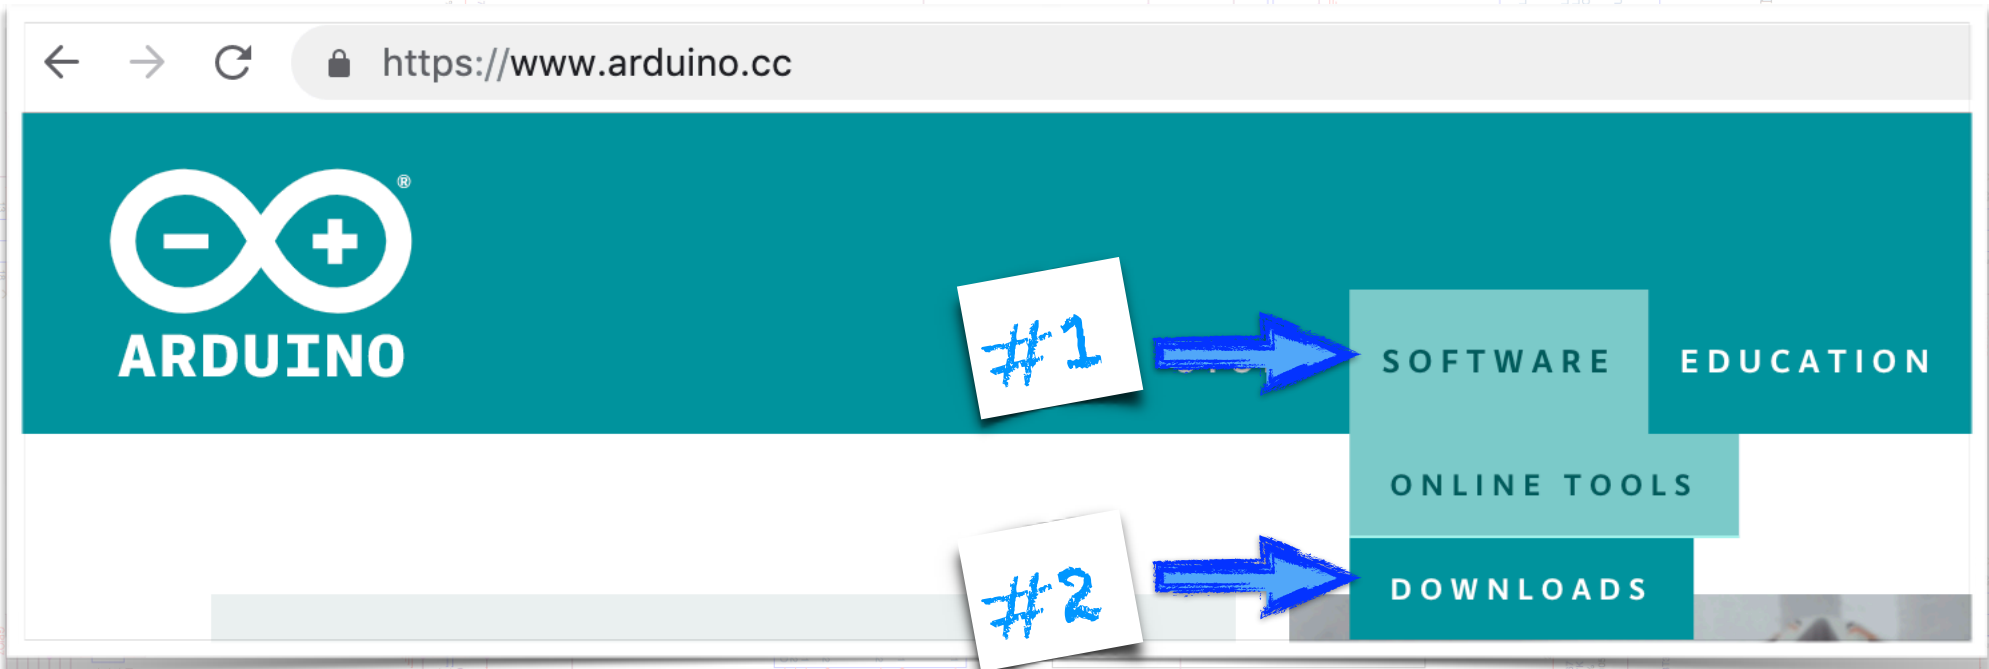 https://www.arduino.cc
®
ARDUINO
#1
SOFTWARE
EDUCATION
ONLINE TOOLS
#2
DOWNLOADS